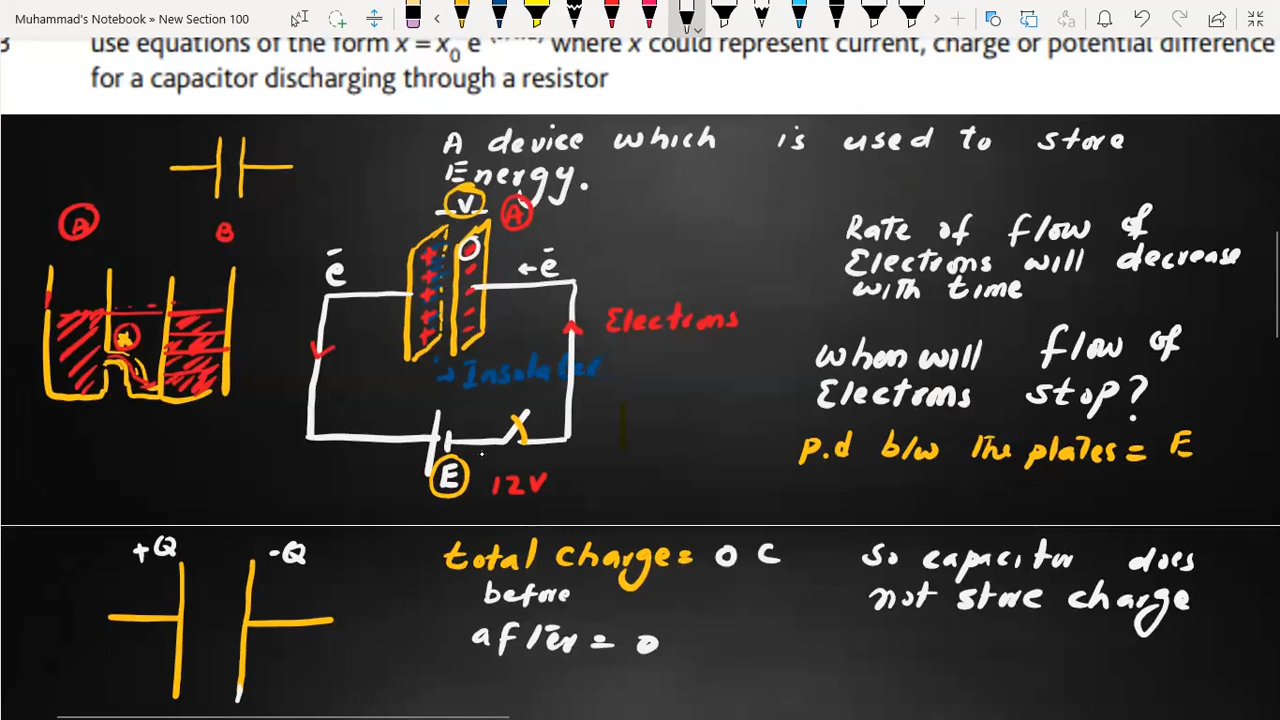 Muhammad's Notebook » New Section 100
use equations of the form x = x0 e where x could represent current, charge or potential difference
for a capacitor discharging through a resistor
A device which is used to store
Energy.
V
A
B
ē
← ē
+
+
+
+
+
-
-
-
-
Electrons
→ Insulator
E
12V
Rate of flow of
Electrons will decrease
with time
When will flow of
Electrons stop?
p.d b/w The plates = E
+Q
-Q
total charge = 0 C
before
after = 0
So capacitor does
not store charge